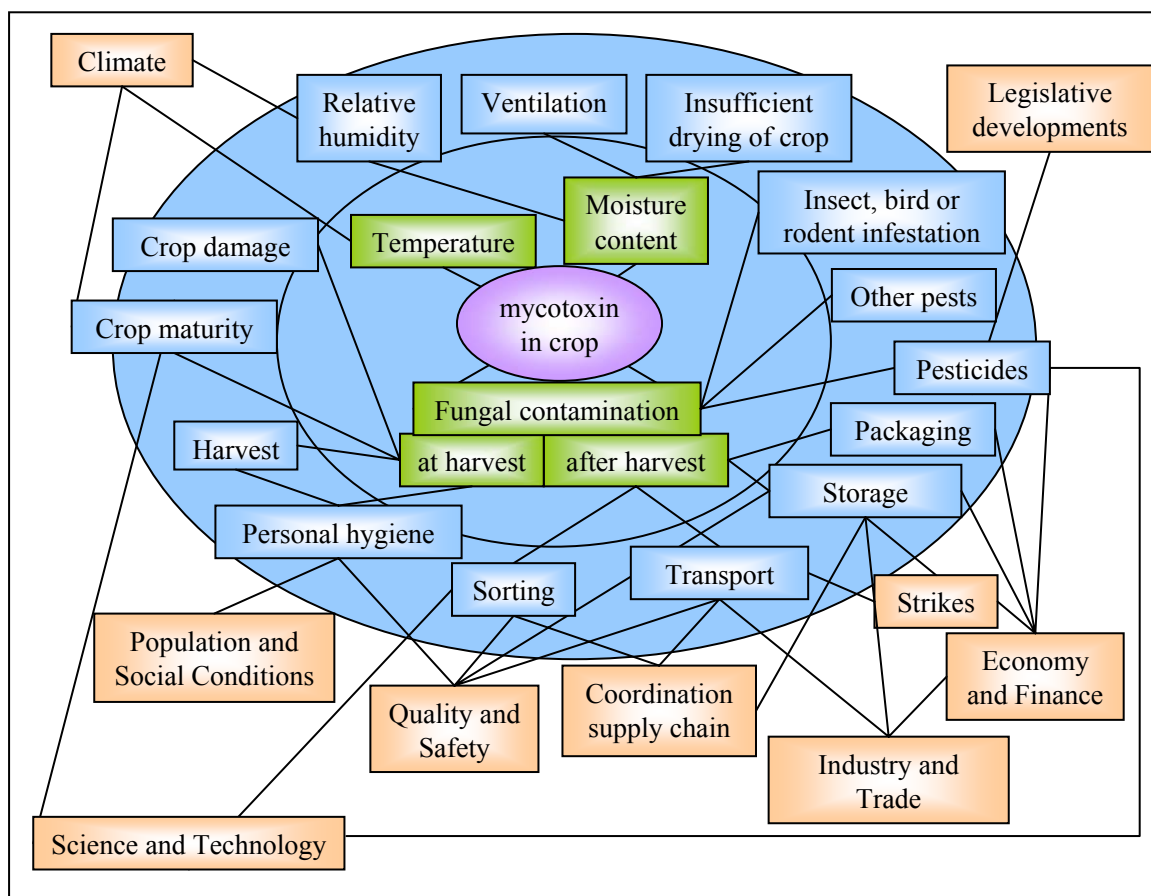 Climate
Relative
humidity
Ventilation
Insufficient
drying of crop
Legislative
developments
Crop damage
Temperature
Moisture
content
Insect, bird or
rodent infestation
Crop maturity
mycotoxin
in crop
Other pests
Pesticides
Fungal contamination
Harvest
at harvest
after harvest
Packaging
Storage
Personal hygiene
Sorting
Transport
Strikes
Population and
Social Conditions
Quality and
Safety
Coordination
supply chain
Economy
and Finance
Industry and
Trade
Science and Technology